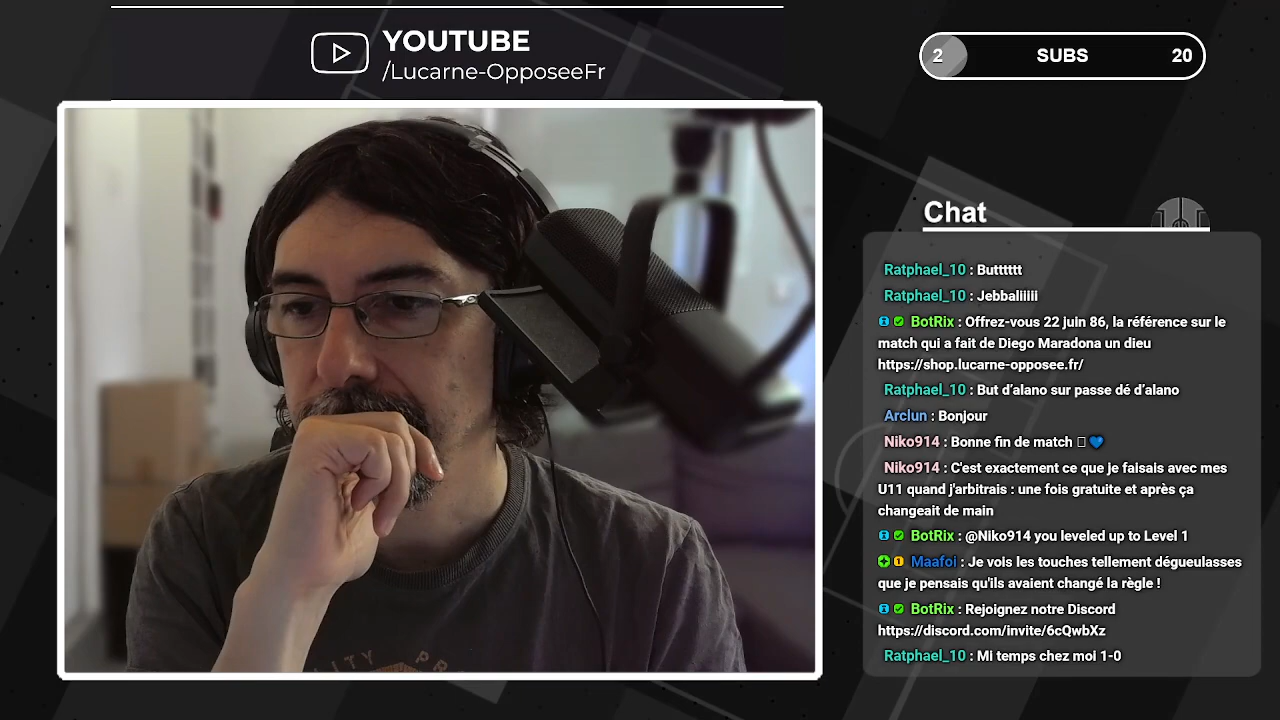 YOUTUBE
/Lucarne-OpposeeFr
2 SUBS 20
Chat
Ratphael_10 : Butttttt
Ratphael_10 : Jebbaliiiii
BotRix : Offrez-vous 22 juin 86, la référence sur le
match qui a fait de Diego Maradona un dieu
https://shop.lucarne-opposee.fr/
Ratphael_10 : But d’alano sur passe dé d’alano
Arclun : Bonjour
Niko914 : Bonne fin de match 💙
Niko914 : C'est exactement ce que je faisais avec mes
U11 quand j'arbitrais : une fois gratuite et après ça
changeait de main
BotRix : @Niko914 you leveled up to Level 1
1 Maafoi : Je vois les touches tellement dégueulasses
que je pensais qu'ils avaient changé la règle !
BotRix : Rejoignez notre Discord
https://discord.com/invite/6cQwbXz
Ratphael_10 : Mi temps chez moi 1-0